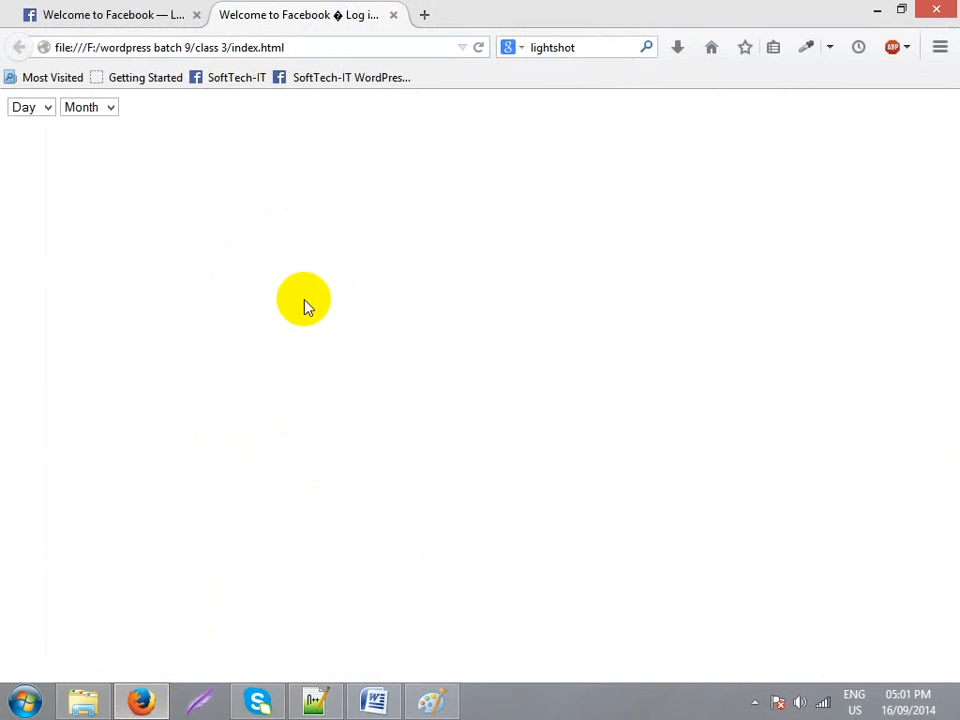 Welcome to Facebook — L...
Welcome to Facebook � Log i...
file:///F:/wordpress batch 9/class 3/index.html
lightshot
ABP
Most Visited
Getting Started
SoftTech-IT
SoftTech-IT WordPres...
Day
Month
ENG
US
05:01 PM
16/09/2014